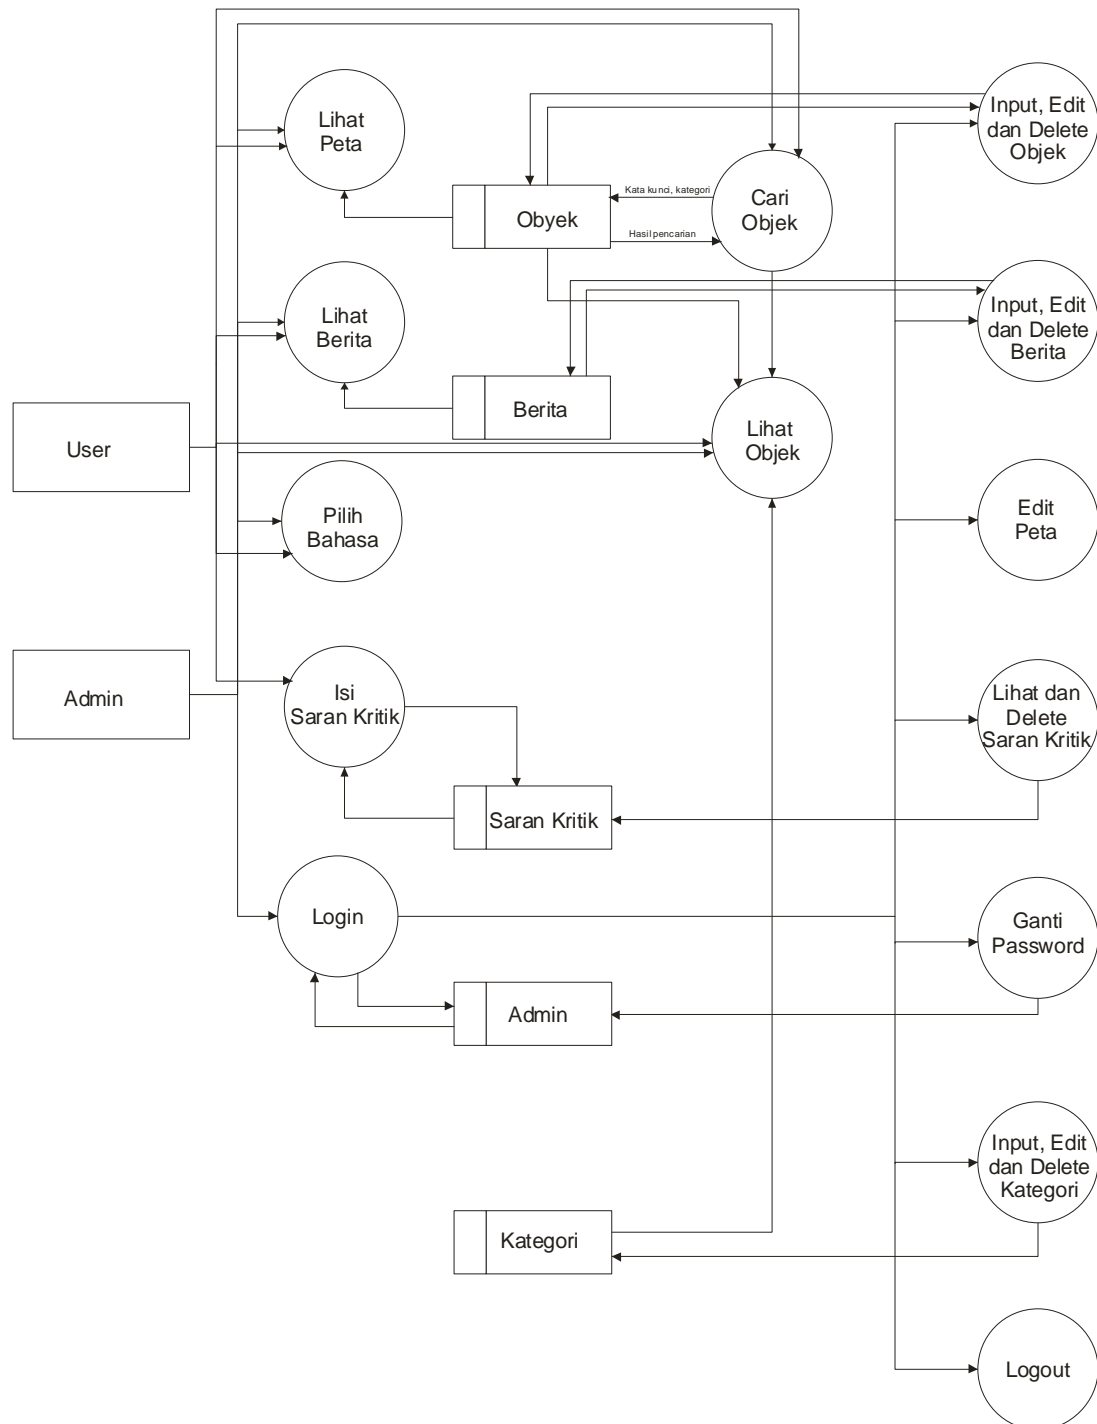 Lihat
Peta
Input, Edit
dan Delete
Objek
Kata kunci, kategori
Cari
Objek
Obyek
Hasil pencarian
Lihat
Berita
Input, Edit
dan Delete
Berita
Berita
User
Lihat
Objek
Pilih
Bahasa
Edit
Peta
Admin
Isi
Saran Kritik
Lihat dan
Delete
Saran Kritik
Saran Kritik
Login
Ganti
Password
Admin
Input, Edit
dan Delete
Kategori
Kategori
Logout